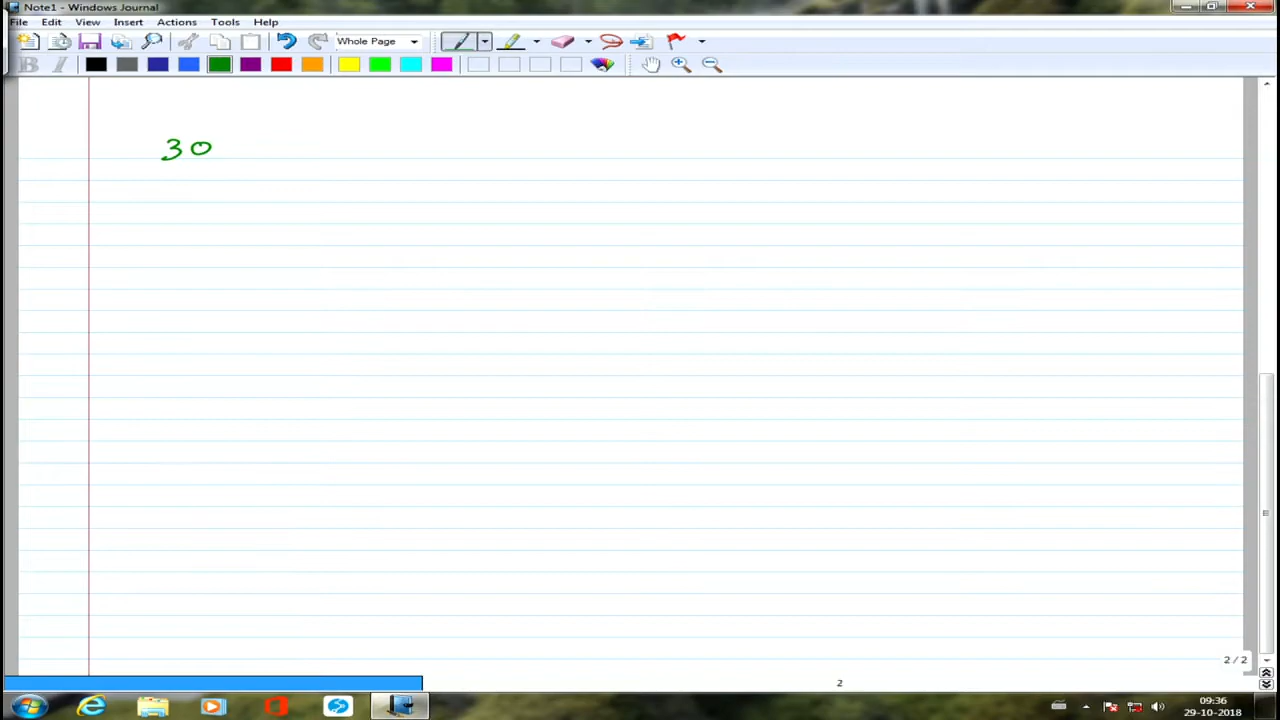 Note1 - Windows Journal
File Edit View Insert Actions Tools Help
Whole Page
B I
30
2 / 2
2
09:36
29-10-2018